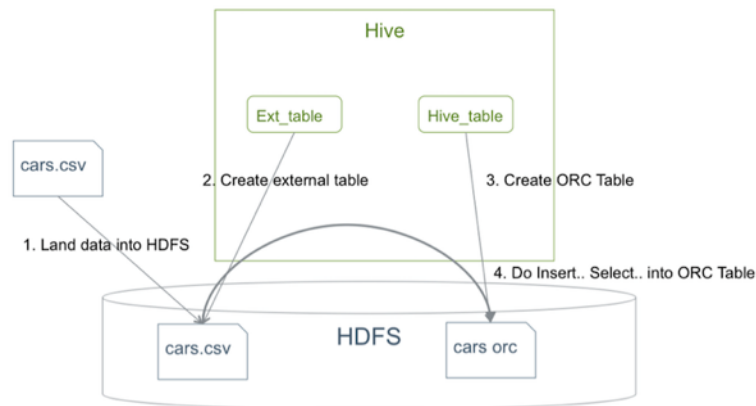 Hive
Ext_table
Hive_table
cars.csv
2. Create external table
3. Create ORC Table
1. Land data into HDFS
4. Do Insert.. Select.. into ORC Table
HDFS
cars.csv
cars orc